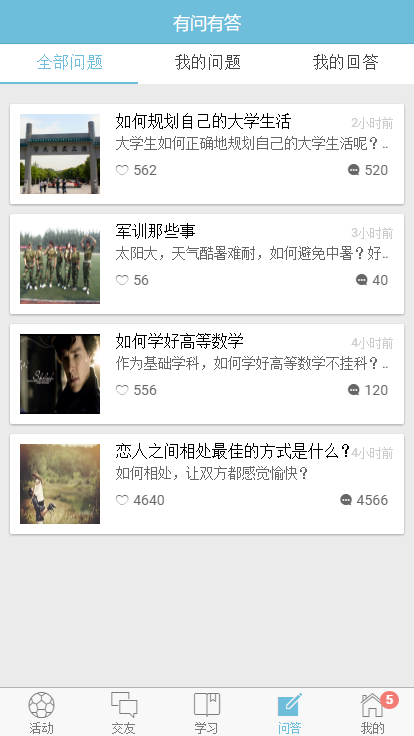 有问有答
全部问题 我的问题 我的回答
如何规划自己的大学生活 2小时前
大学生如何正确地规划自己的大学生活呢？..
562 520
军训那些事 3小时前
太阳大，天气酷暑难耐，如何避免中暑？好..
56 40
如何学好高等数学 4小时前
作为基础学科，如何学好高等数学不挂科？..
556 120
恋人之间相处最佳的方式是什么？ 4小时前
如何相处，让双方都感觉愉快？
4640 4566
5
活动 交友 学习 问答 我的